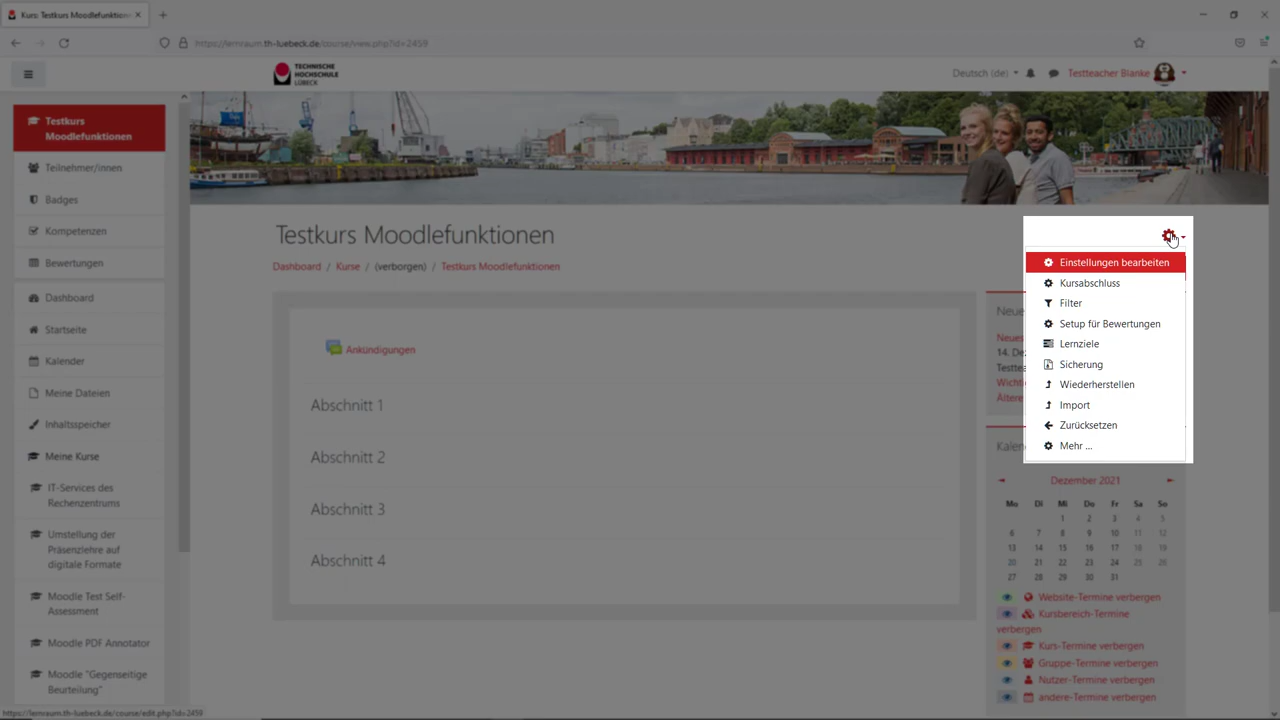 Kurs: Testkurs Moodlefunktionen
https://lernraum.th-luebeck.de/course/view.php?id=2459
TECHNISCHE
HOCHSCHULE
LÜBECK
Deutsch (de)
Testteacher Blanke
Testkurs
Moodlefunktionen
Teilnehmer/innen
Badges
Kompetenzen
Bewertungen
Dashboard
Startseite
Kalender
Meine Dateien
Inhaltsspeicher
Meine Kurse
IT-Services des
Rechenzentrums
Umstellung der
Präsenzlehre auf
digitale Formate
Moodle Test Self-
Assessment
Moodle PDF Annotator
Moodle "Gegenseitige
Beurteilung"
https://lernraum.th-luebeck.de/course/edit.php?id=2459
Testkurs Moodlefunktionen
Dashboard / Kurse / (verborgen) / Testkurs Moodlefunktionen
Ankündigungen
Abschnitt 1
Abschnitt 2
Abschnitt 3
Abschnitt 4
Einstellungen bearbeiten
Kursabschluss
Filter
Setup für Bewertungen
Lernziele
Sicherung
Wiederherstellen
Import
Zurücksetzen
Mehr ...
Neue
Neues
14. De
Testtea
Wicht
Ältere
Kalen
Dezember 2021
Mo Di Mi Do Fr Sa So
1 2 3 4 5
6 7 8 9 10 11 12
13 14 15 16 17 18 19
20 21 22 23 24 25 26
27 28 29 30 31
Website-Termine verbergen
Kursbereich-Termine
verbergen
Kurs-Termine verbergen
Gruppe-Termine verbergen
Nutzer-Termine verbergen
andere-Termine verbergen